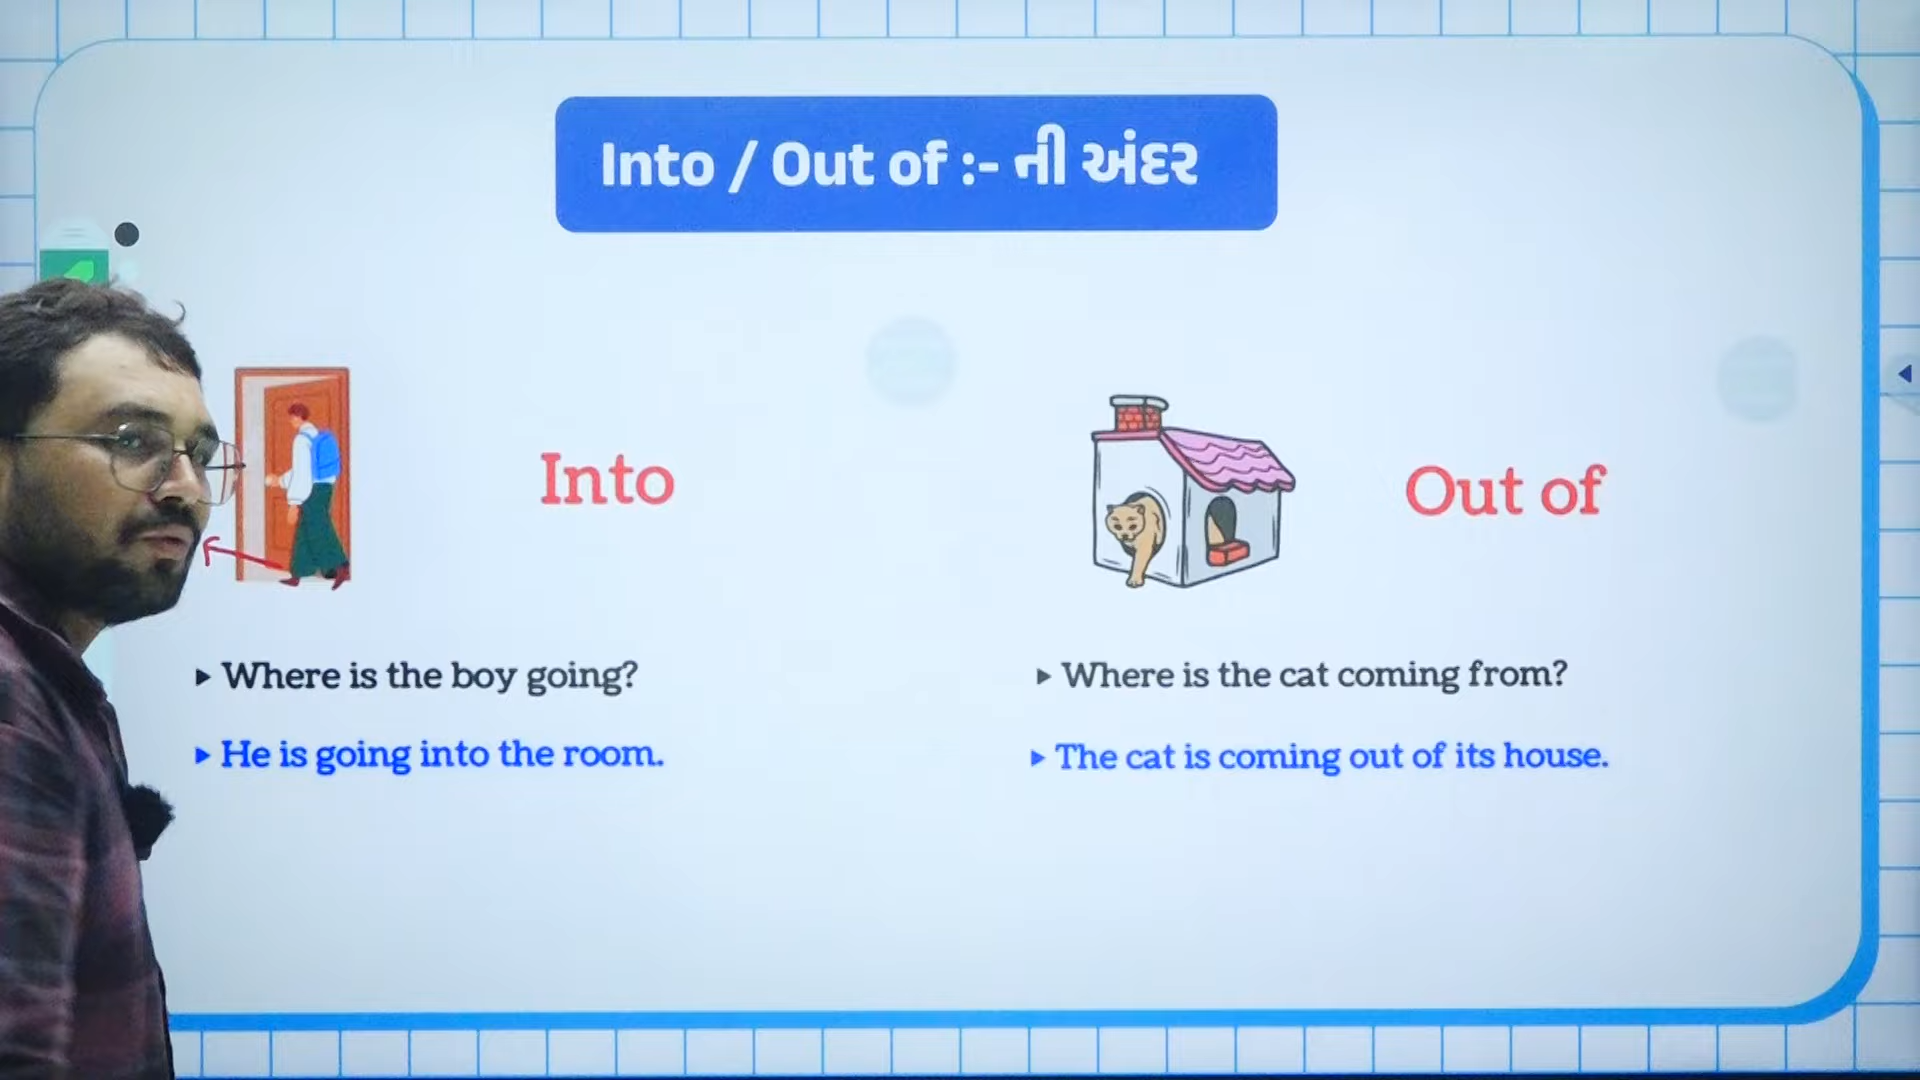 Into / Out of :- ની અંદર
Into
Out of
▸ Where is the boy going?
▸ He is going into the room.
▸ Where is the cat coming from?
▸ The cat is coming out of its house.